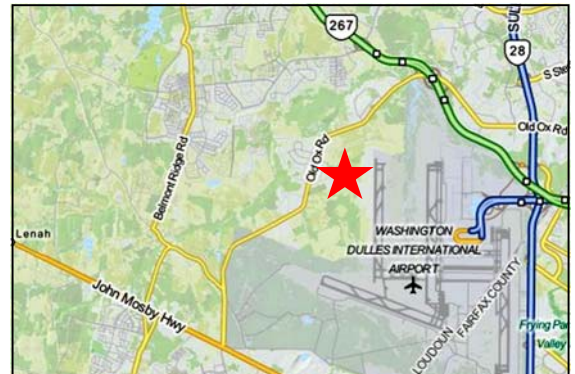 267
SUL
28
S Ste
Old Ox Rd
Old Ox Rd
Belmont Ridge Rd
Lenah
WASHINGTON
DULLES INTERNATIONAL
AIRPORT
John Mosby Hwy
LOUDOUN
FAIRFAX COUNTY
Frying Pa
Valley